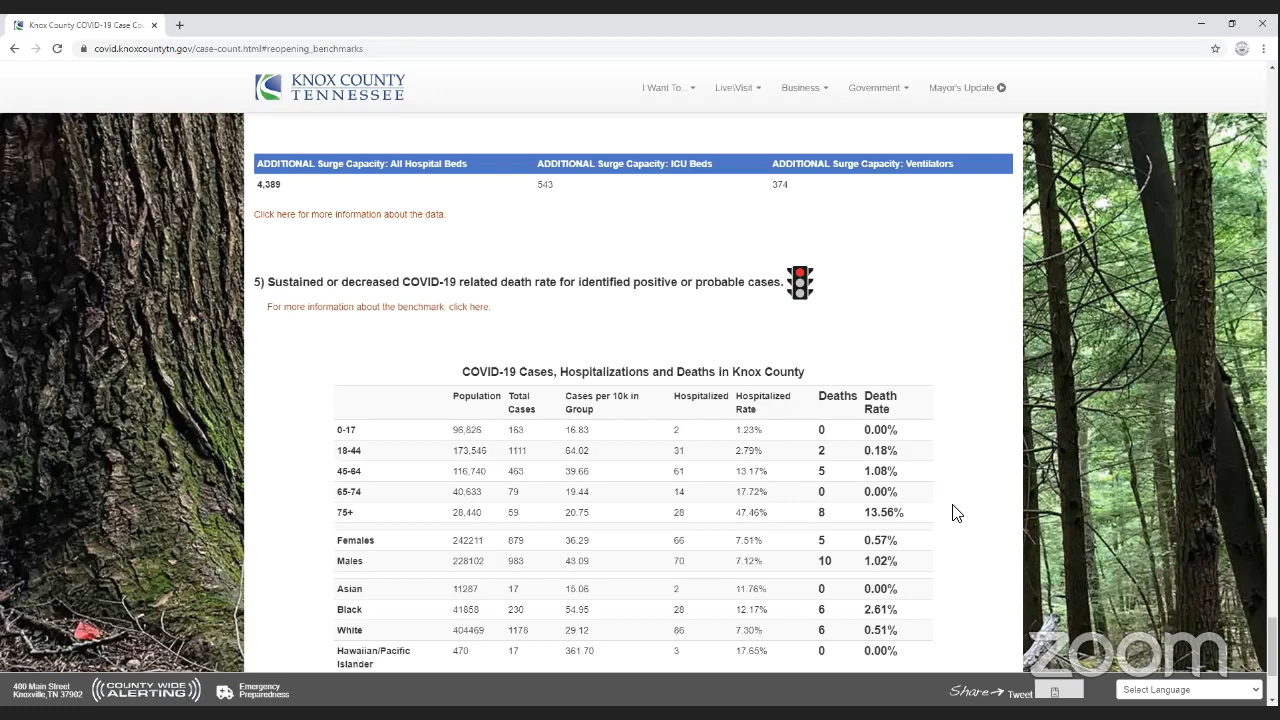 Knox County COVID-19 Case Co
covid.knoxcountytn.gov/case-count.html#reopening_benchmarks
KNOX COUNTY
TENNESSEE
I Want To.. Live\Visit Business Government Mayor's Update
ADDITIONAL Surge Capacity: All Hospital Beds ADDITIONAL Surge Capacity: ICU Beds ADDITIONAL Surge Capacity: Ventilators
4,389 543 374
Click here for more information about the data.
5) Sustained or decreased COVID-19 related death rate for identified positive or probable cases.
For more information about the benchmark, click here.
COVID-19 Cases, Hospitalizations and Deaths in Knox County
Population Total Cases Cases per 10k in Group Hospitalized Hospitalized Rate Deaths Death Rate
0-17 96,826 163 16.83 2 1.23% 0 0.00%
18-44 173,546 1111 64.02 31 2.79% 2 0.18%
45-64 116,740 463 39.66 61 13.17% 5 1.08%
65-74 40,633 79 19.44 14 17.72% 0 0.00%
75+ 28,440 59 20.75 28 47.46% 8 13.56%
Females 242211 879 36.29 66 7.51% 5 0.57%
Males 228102 983 43.09 70 7.12% 10 1.02%
Asian 11287 17 15.06 2 11.76% 0 0.00%
Black 41858 230 54.95 28 12.17% 6 2.61%
White 404469 1178 29.12 86 7.30% 6 0.51%
Hawaiian/Pacific Islander 470 17 361.70 3 17.65% 0 0.00%
zoom
400 Main Street
Knoxville,TN 37902
COUNTY WIDE
ALERTING
Emergency
Preparedness
Share Tweet
Select Language